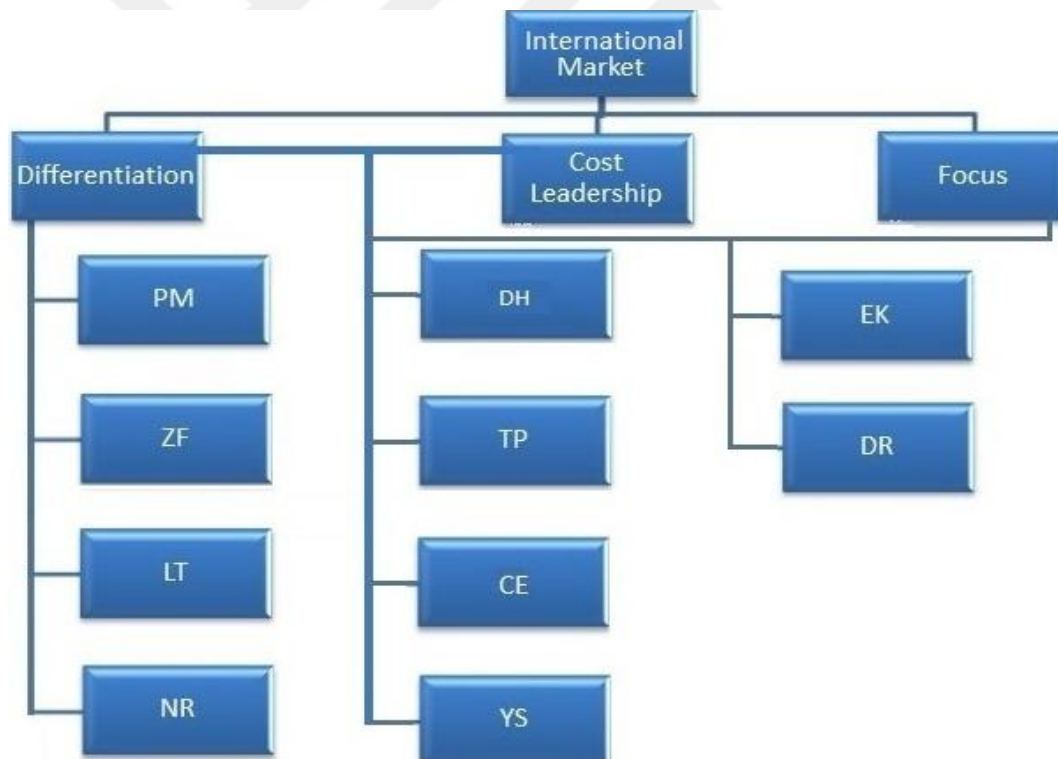 International
Market
Differentiation
Cost
Leadership
Focus
PM
DH
EK
ZF
TP
DR
LT
CE
NR
YS